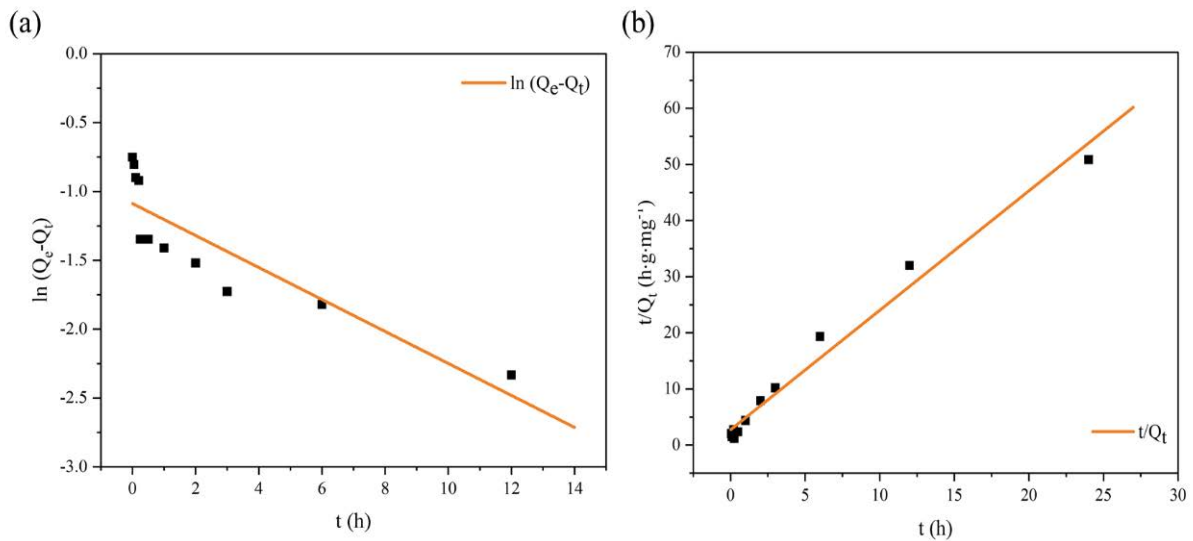 (a)
0.0
-0.5
-1.0
-1.5
-2.0
-2.5
-3.0
ln (Qe-Qt)
ln (Qe-Qt)
0 2 4 6 8 10 12 14
t (h)
(b)
70
60
50
40
30
20
10
0
t/Qt (h·g·mg⁻¹)
t/Qt
0 5 10 15 20 25 30
t (h)